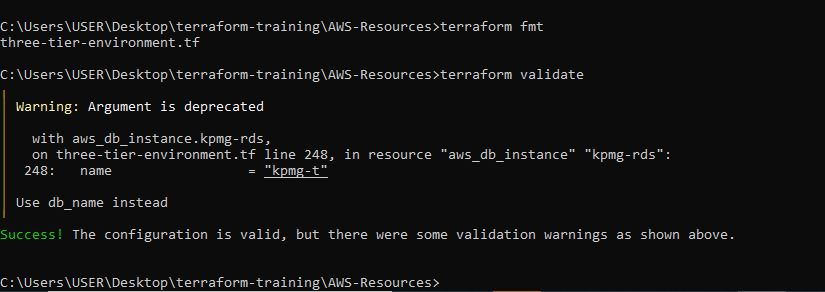 C:\Users\USER\Desktop\terraform-training\AWS-Resources>terraform fmt
three-tier-environment.tf
C:\Users\USER\Desktop\terraform-training\AWS-Resources>terraform validate
Warning: Argument is deprecated
with aws_db_instance.kpmg-rds,
on three-tier-environment.tf line 248, in resource "aws_db_instance" "kpmg-rds":
248:   name                 = "kpmg-t"
Use db_name instead
Success! The configuration is valid, but there were some validation warnings as shown above.
C:\Users\USER\Desktop\terraform-training\AWS-Resources>